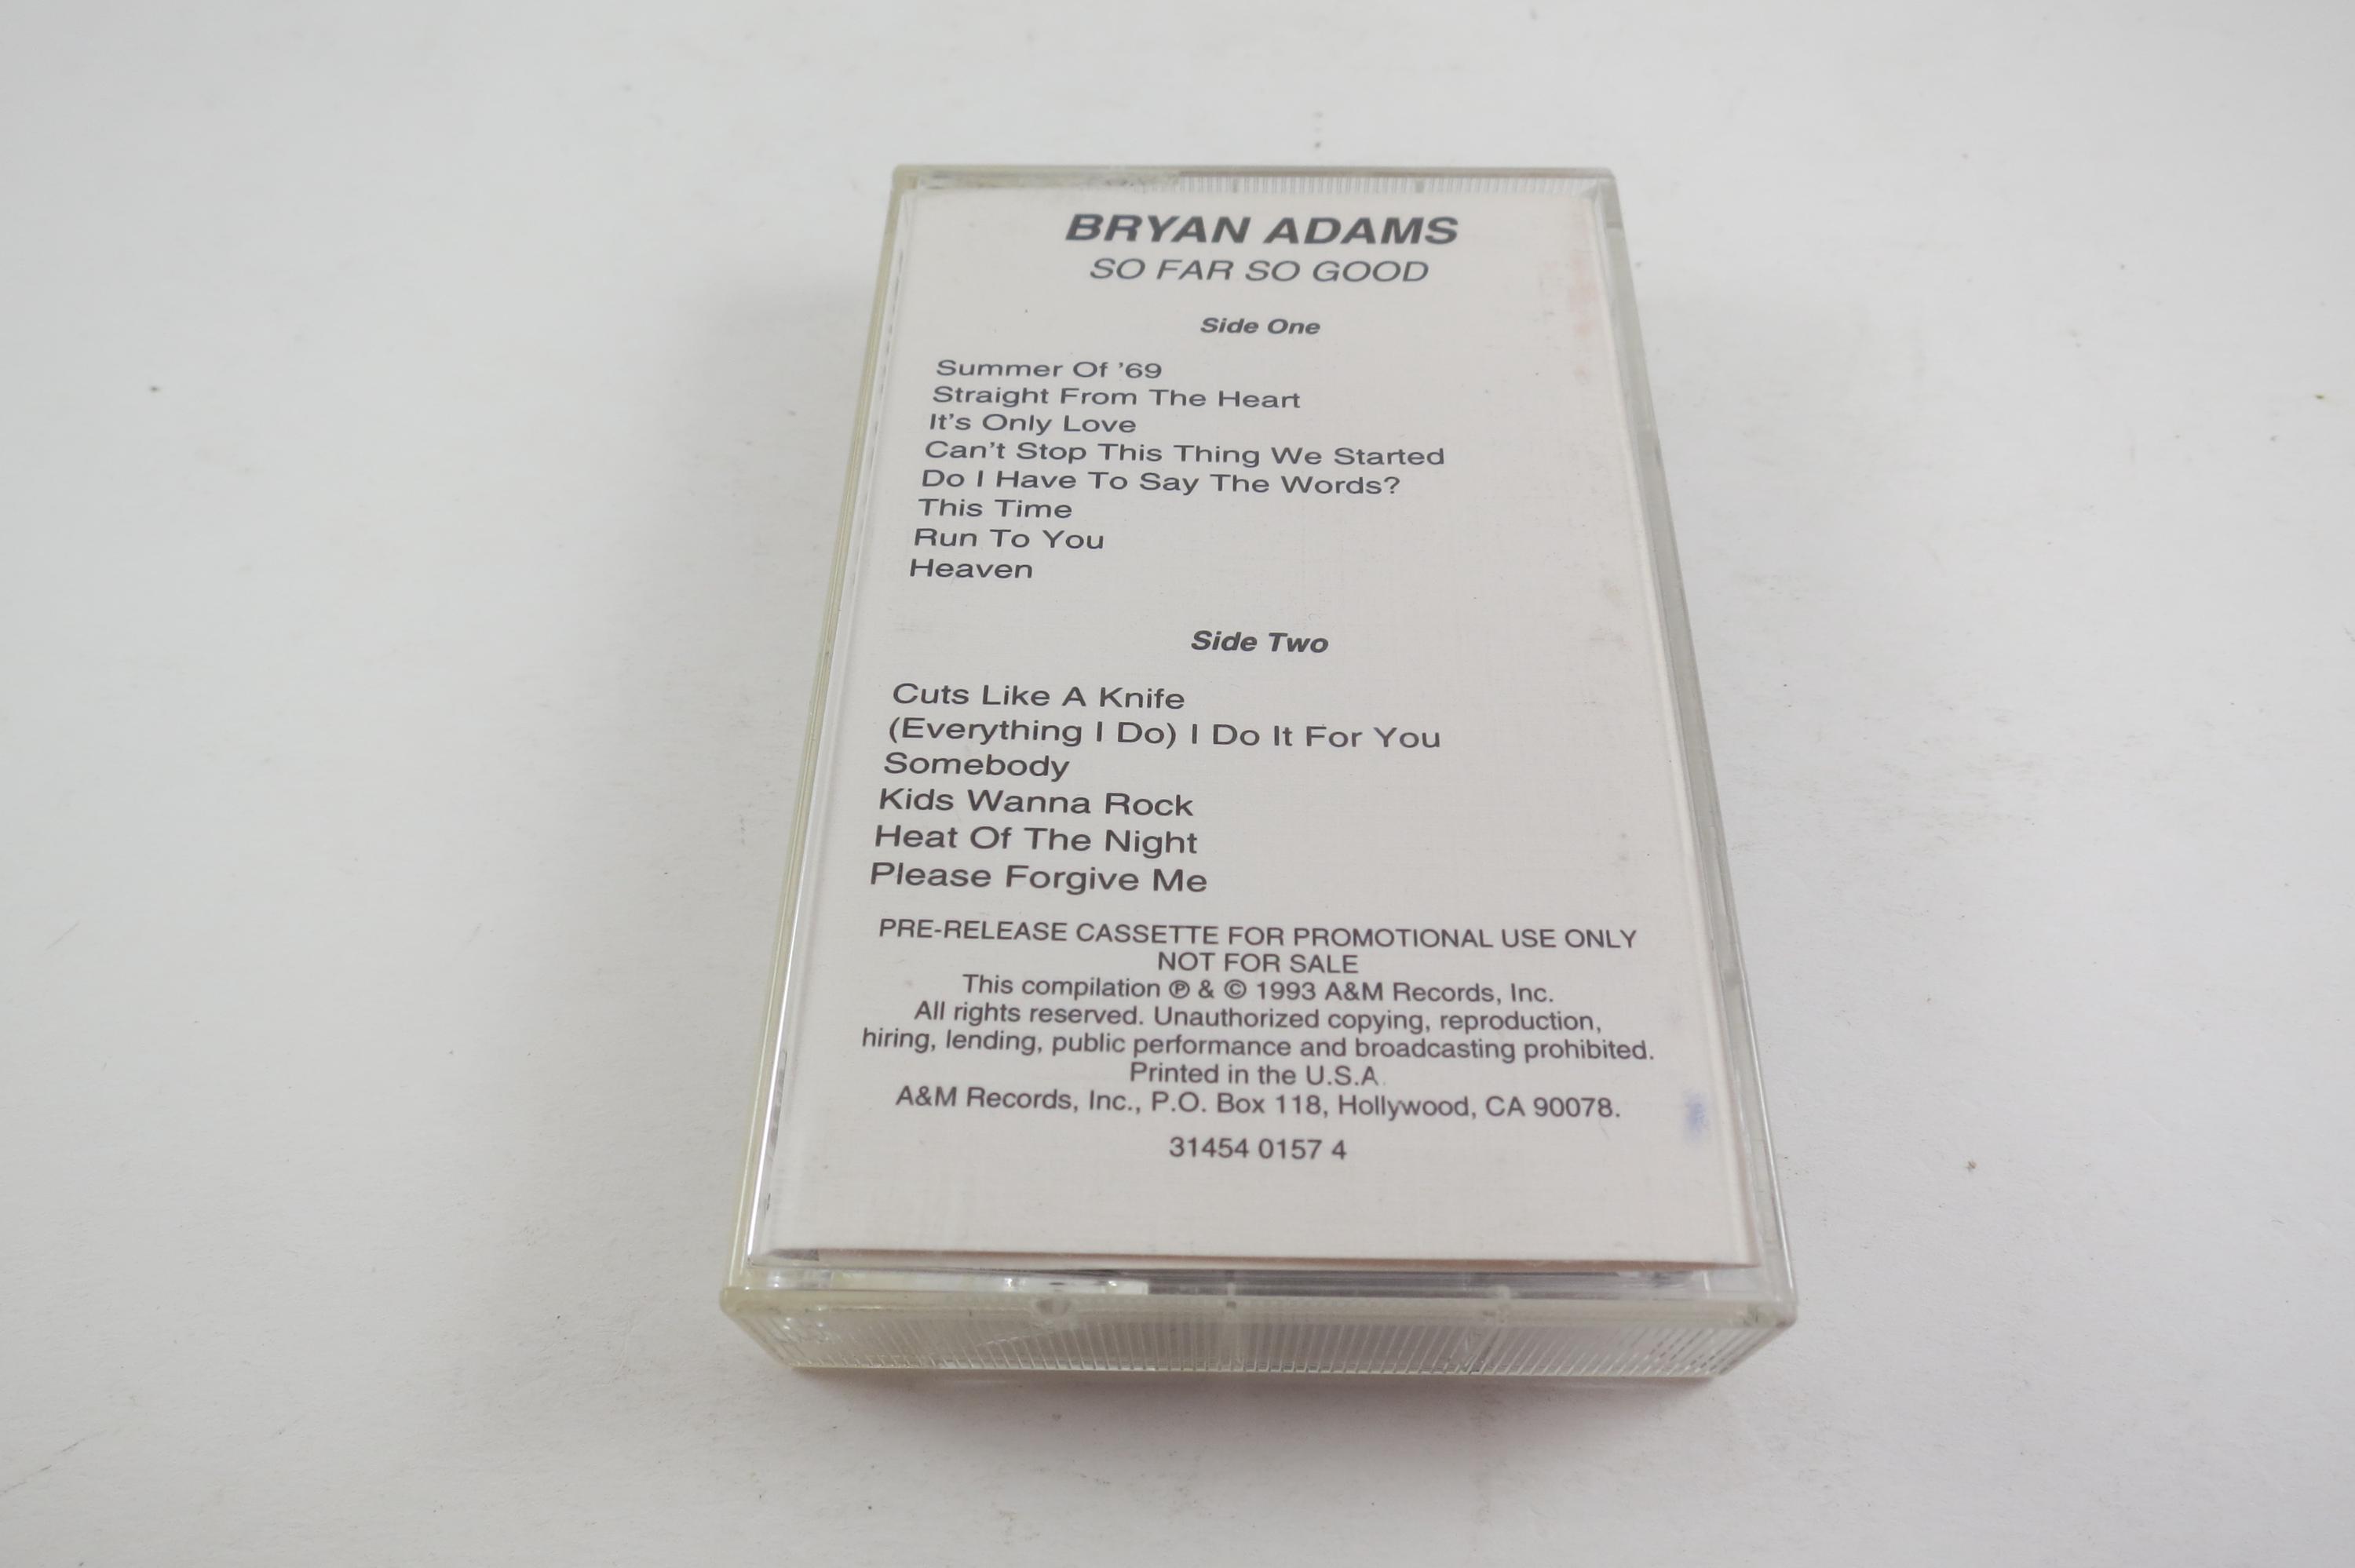 BRYAN ADAMS
SO FAR SO GOOD
Side One
Summer Of '69
Straight From The Heart
It's Only Love
Can't Stop This Thing We Started
Do I Have To Say The Words?
This Time
Run To You
Heaven
Side Two
Cuts Like A Knife
(Everything I Do) I Do It For You
Somebody
Kids Wanna Rock
Heat Of The Night
Please Forgive Me
PRE-RELEASE CASSETTE FOR PROMOTIONAL USE ONLY
NOT FOR SALE
This compilation ℗ & © 1993 A&M Records, Inc.
All rights reserved. Unauthorized copying, reproduction,
hiring, lending, public performance and broadcasting prohibited.
Printed in the U.S.A.
A&M Records, Inc., P.O. Box 118, Hollywood, CA 90078.
31454 0157 4